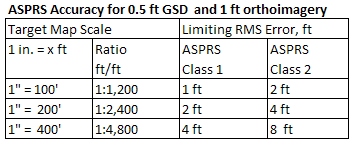 ASPRS Accuracy for 0.5 ft GSD and 1 ft orthoimagery
Target Map Scale Limiting RMS Error, ft
1 in. = x ft Ratio ASPRS ASPRS
ft/ft Class 1 Class 2
1" = 100' 1:1,200 1 ft 2 ft
1" = 200' 1:2,400 2 ft 4 ft
1" = 400' 1:4,800 4 ft 8 ft